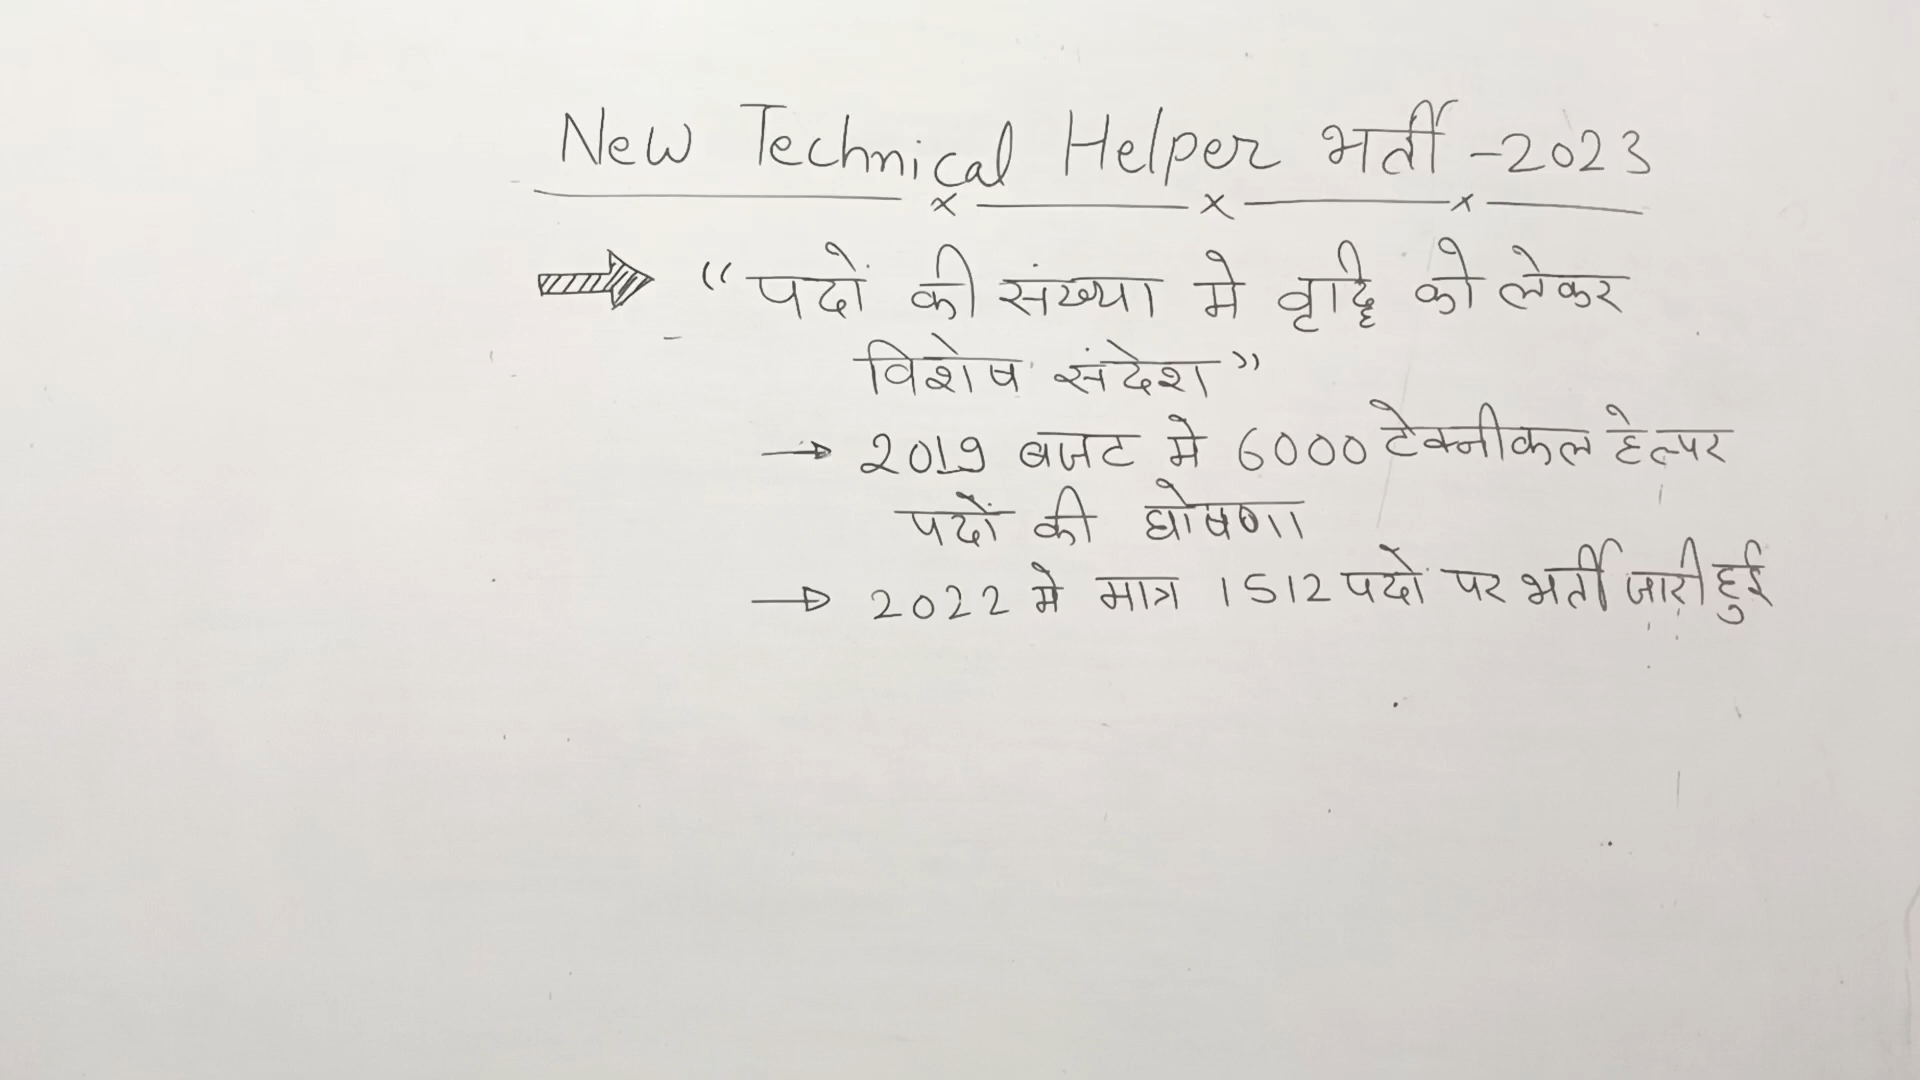 New Technical Helper भर्ती -2023
"पदों की संख्या मे वृद्धि को लेकर
विशेष संदेश"
→ 2019 बजट मे 6000 टेक्नीकल हेल्पर
पदों की घोषणा
→ 2022 मे मात्र 1512 पदों पर भर्ती जारी हुई